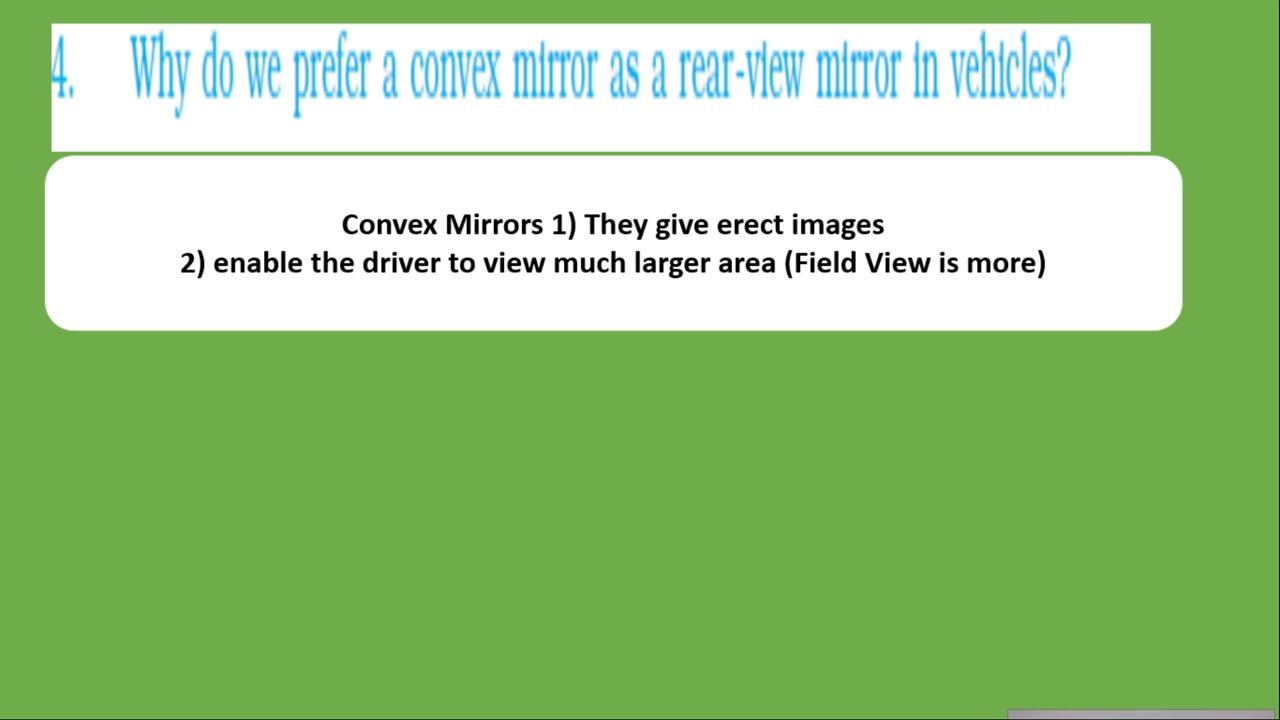 4. Why do we prefer a convex mirror as a rear-view mirror in vehicles?
Convex Mirrors 1) They give erect images
2) enable the driver to view much larger area (Field View is more)